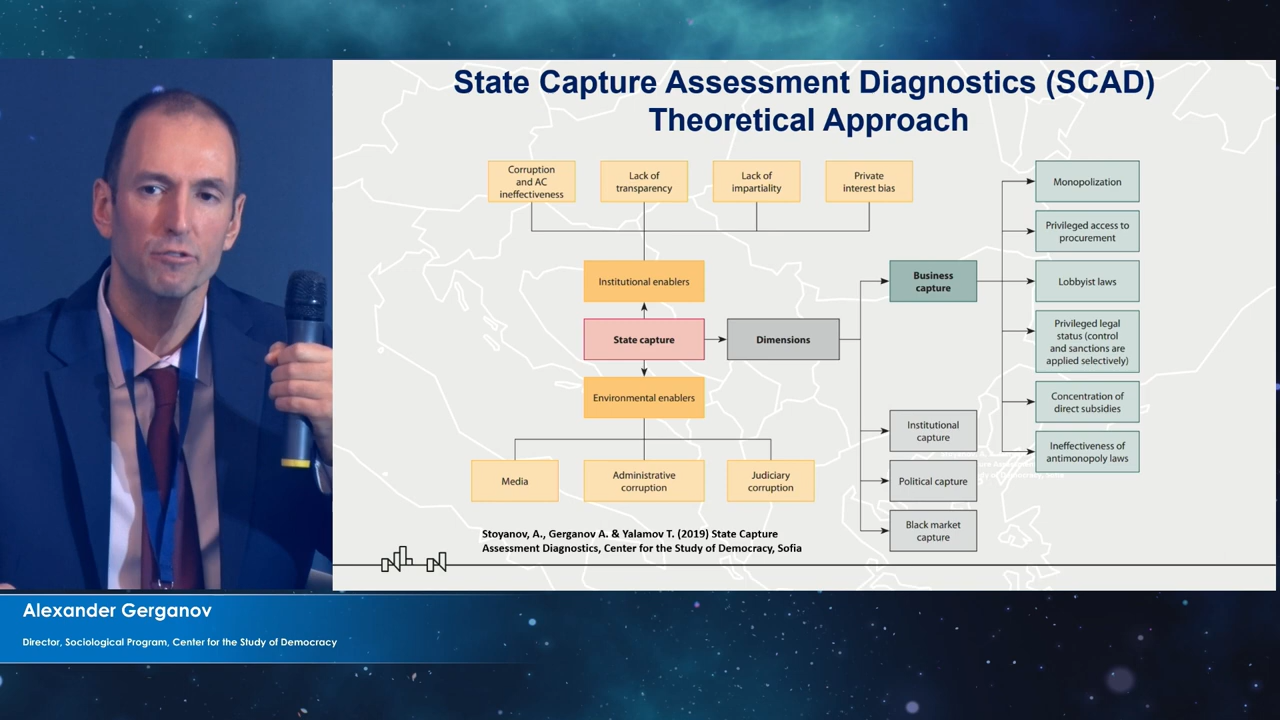 State Capture Assessment Diagnostics (SCAD)
Theoretical Approach
Corruption
and AC
ineffectiveness
Lack of
transparency
Lack of
impartiality
Private
interest bias
Institutional enablers
State capture
Dimensions
Environmental enablers
Media
Administrative
corruption
Judiciary
corruption
Business
capture
Institutional
capture
Political capture
Black market
capture
Monopolization
Privileged access to
procurement
Lobbyist laws
Privileged legal
status (control
and sanctions are
applied selectively)
Concentration of
direct subsidies
Ineffectiveness of
antimonopoly laws
Stoyanov, A., Gerganov A. & Yalamov T. (2019) State Capture
Assessment Diagnostics, Center for the Study of Democracy, Sofia
Alexander Gerganov
Director, Sociological Program, Center for the Study of Democracy